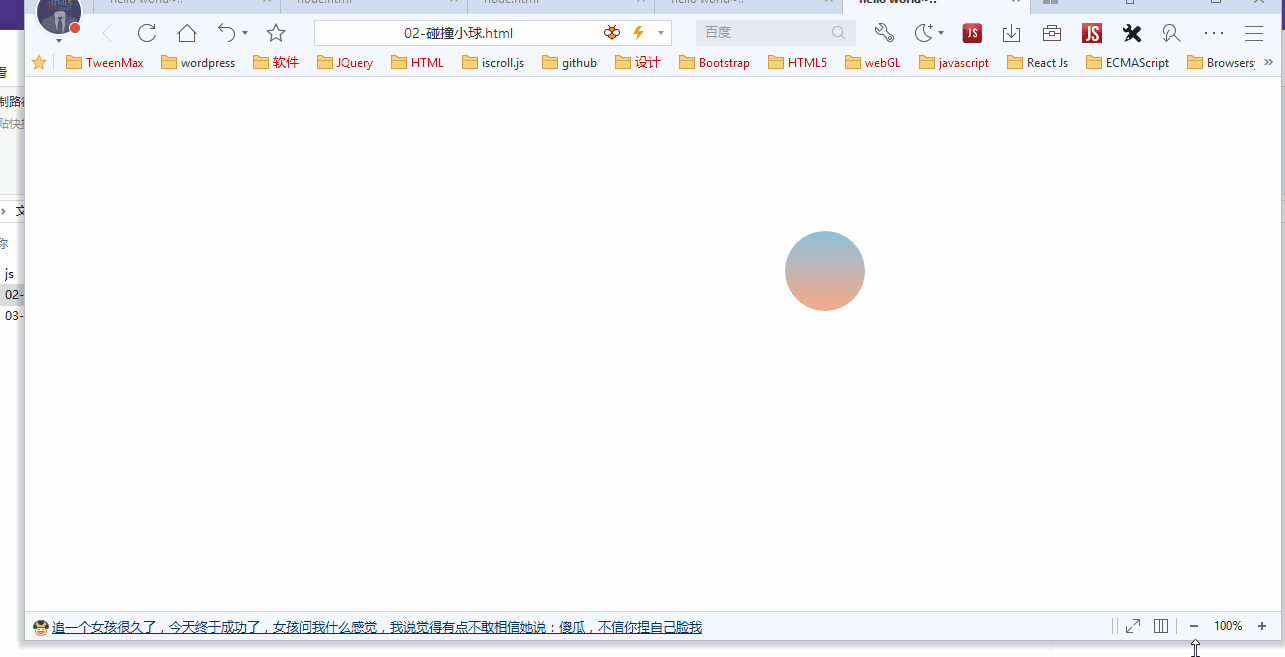 hello world~..
node.html
node.html
hello world~..
hello world~..
02-碰撞小球.html
百度
JS
JS
看
TweenMax
wordpress
软件
JQuery
HTML
iscroll.js
github
设计
Bootstrap
HTML5
webGL
javascript
React Js
ECMAScript
Browsers
制路
贴快
文
你
js
02-
03-
追一个女孩很久了，今天终于成功了，女孩问我什么感觉，我说觉得有点不敢相信她说：傻瓜，不信你捏自己脸我
100%